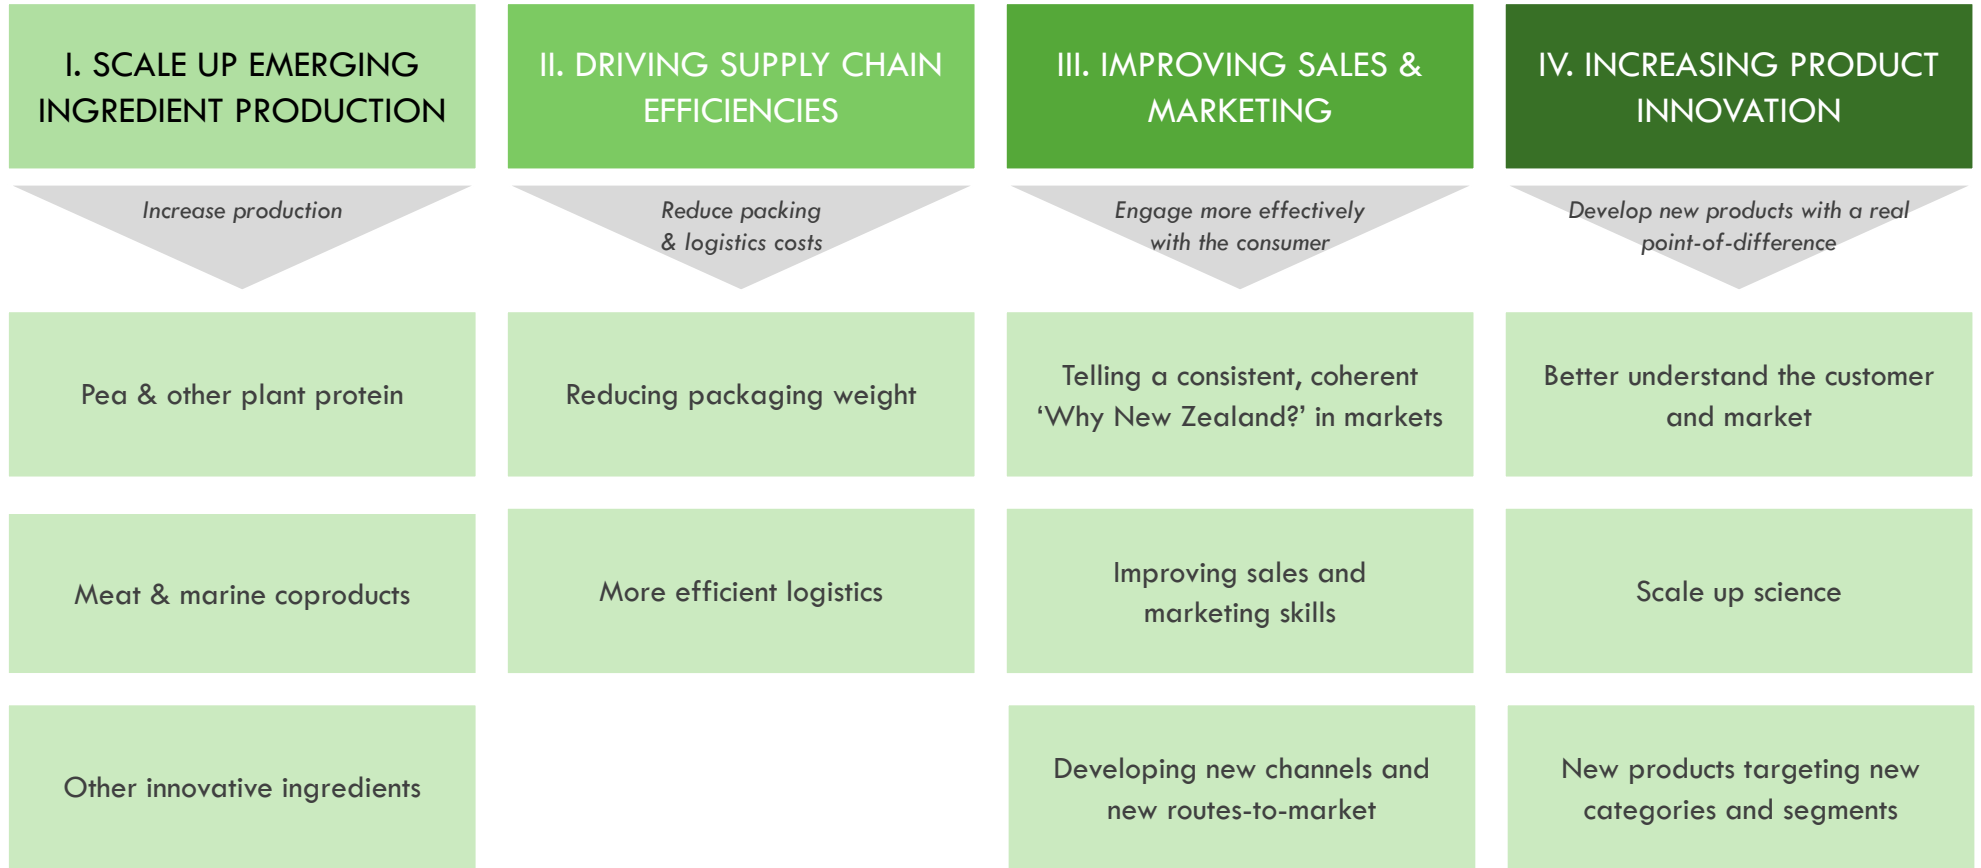 I. SCALE UP EMERGING
INGREDIENT PRODUCTION
II. DRIVING SUPPLY CHAIN
EFFICIENCIES
III. IMPROVING SALES &
MARKETING
IV. INCREASING PRODUCT
INNOVATION
Increase production
Reduce packing
& logistics costs
Engage more effectively
with the consumer
Develop new products with a real
point-of-difference
Pea & other plant protein
Reducing packaging weight
Telling a consistent, coherent
‘Why New Zealand?’ in markets
Better understand the customer
and market
Meat & marine coproducts
More efficient logistics
Improving sales and
marketing skills
Scale up science
Other innovative ingredients
Developing new channels and
new routes-to-market
New products targeting new
categories and segments